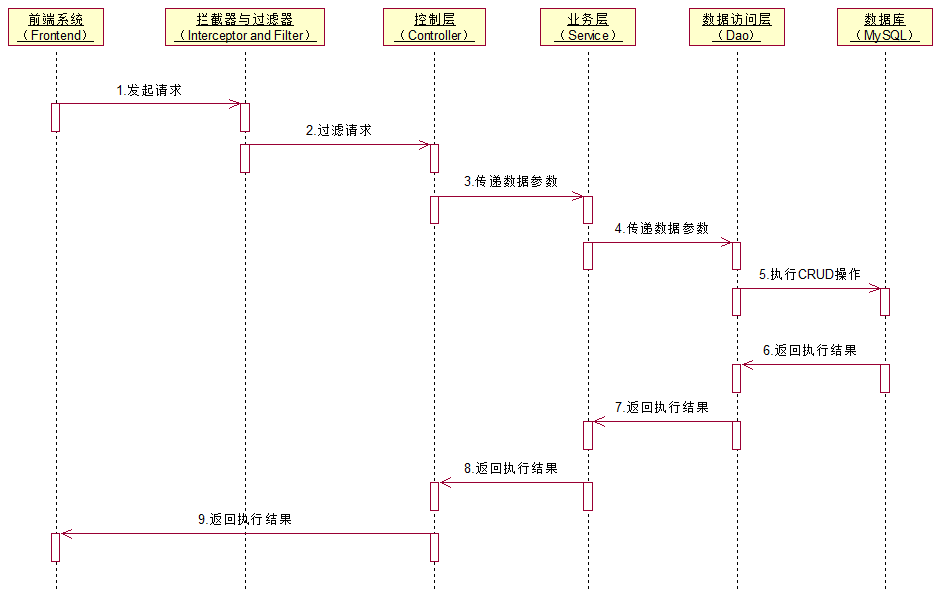 前端系统
（Frontend）
拦截器与过滤器
（Interceptor and Filter）
控制层
（Controller）
业务层
（Service）
数据访问层
（Dao）
数据库
（MySQL）
1.发起请求
2.过滤请求
3.传递数据参数
4.传递数据参数
5.执行CRUD操作
6.返回执行结果
7.返回执行结果
8.返回执行结果
9.返回执行结果